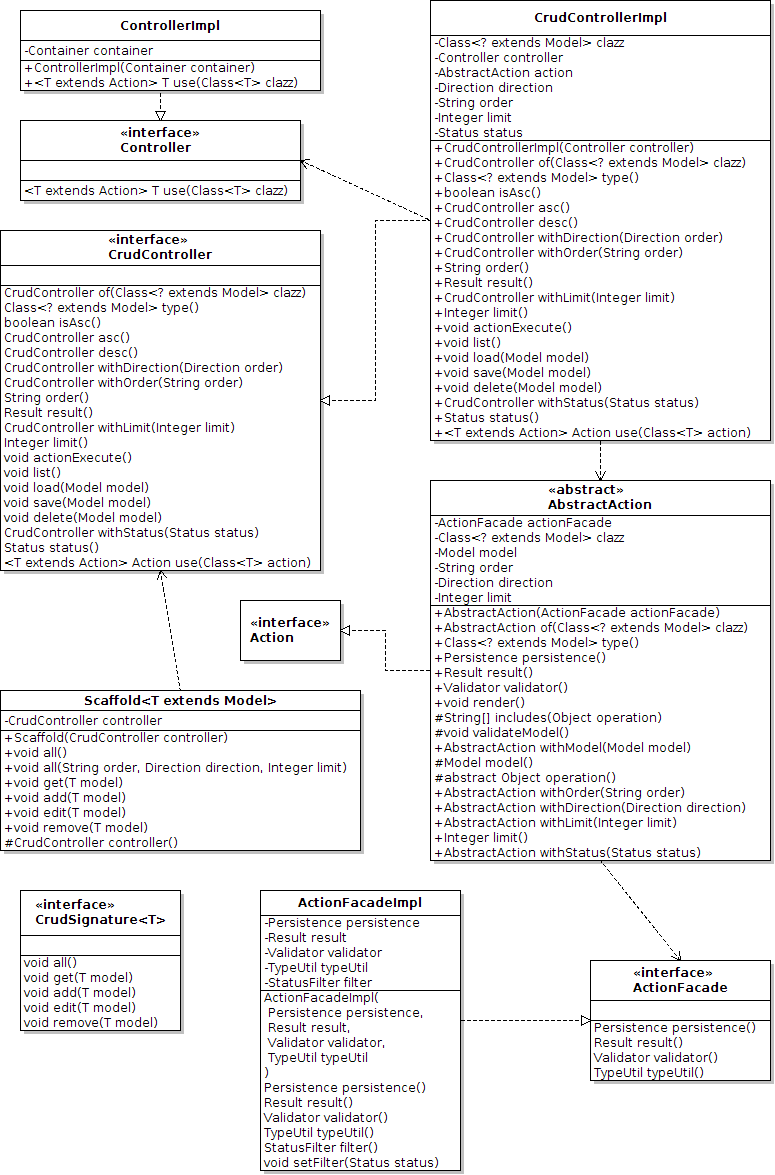 ControllerImpl
-Container container
+ControllerImpl(Container container)
+<T extends Action> T use(Class<T> clazz)
«interface»
Controller
<T extends Action> T use(Class<T> clazz)
CrudControllerImpl
-Class<? extends Model> clazz
-Controller controller
-AbstractAction action
-Direction direction
-String order
-Integer limit
-Status status
+CrudControllerImpl(Controller controller)
+CrudController of(Class<? extends Model> clazz)
+Class<? extends Model> type()
+boolean isAsc()
+CrudController asc()
+CrudController desc()
+CrudController withDirection(Direction order)
+CrudController withOrder(String order)
+String order()
+Result result()
+CrudController withLimit(Integer limit)
+Integer limit()
+void actionExecute()
+void list()
+void load(Model model)
+void save(Model model)
+void delete(Model model)
+CrudController withStatus(Status status)
+Status status()
+<T extends Action> Action use(Class<T> action)
«interface»
CrudController
CrudController of(Class<? extends Model> clazz)
Class<? extends Model> type()
boolean isAsc()
CrudController asc()
CrudController desc()
CrudController withDirection(Direction order)
CrudController withOrder(String order)
String order()
Result result()
CrudController withLimit(Integer limit)
Integer limit()
void actionExecute()
void list()
void load(Model model)
void save(Model model)
void delete(Model model)
CrudController withStatus(Status status)
Status status()
<T extends Action> Action use(Class<T> action)
«abstract»
AbstractAction
-ActionFacade actionFacade
-Class<? extends Model> clazz
-Model model
-String order
-Direction direction
-Integer limit
+AbstractAction(ActionFacade actionFacade)
+AbstractAction of(Class<? extends Model> clazz)
+Class<? extends Model> type()
+Persistence persistence()
+Result result()
+Validator validator()
+void render()
#String[] includes(Object operation)
#void validateModel()
+AbstractAction withModel(Model model)
#Model model()
#abstract Object operation()
+AbstractAction withOrder(String order)
+AbstractAction withDirection(Direction direction)
+AbstractAction withLimit(Integer limit)
+Integer limit()
+AbstractAction withStatus(Status status)
«interface»
Action
Scaffold<T extends Model>
-CrudController controller
+Scaffold(CrudController controller)
+void all()
+void all(String order, Direction direction, Integer limit)
+void get(T model)
+void add(T model)
+void edit(T model)
+void remove(T model)
#CrudController controller()
«interface»
CrudSignature<T>
void all()
void get(T model)
void add(T model)
void edit(T model)
void remove(T model)
ActionFacadeImpl
-Persistence persistence
-Result result
-Validator validator
-TypeUtil typeUtil
-StatusFilter filter
ActionFacadeImpl(
Persistence persistence,
Result result,
Validator validator,
TypeUtil typeUtil
)
Persistence persistence()
Result result()
Validator validator()
TypeUtil typeUtil()
StatusFilter filter()
void setFilter(Status status)
«interface»
ActionFacade
Persistence persistence()
Result result()
Validator validator()
TypeUtil typeUtil()